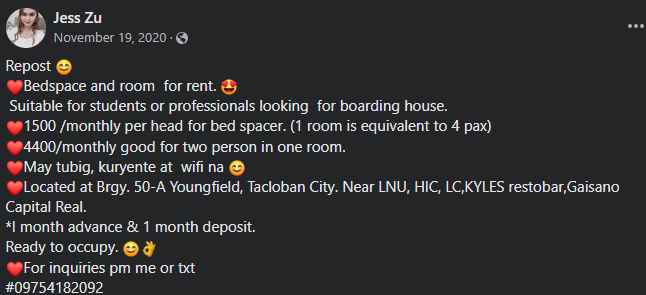 Jess Zu
November 19, 2020 ·
Repost 😊
❤️Bedspace and room  for rent. 🤩
Suitable for students or professionals looking  for boarding house.
❤️1500 /monthly per head for bed spacer. (1 room is equivalent to 4 pax)
❤️4400/monthly good for two person in one room.
❤️May tubig, kuryente at  wifi na 😊
❤️Located at Brgy. 50-A Youngfield, Tacloban City. Near LNU, HIC, LC,KYLES restobar,Gaisano
Capital Real.
*I month advance & 1 month deposit.
Ready to occupy. 😊👌
❤️For inquiries pm me or txt
#09754182092